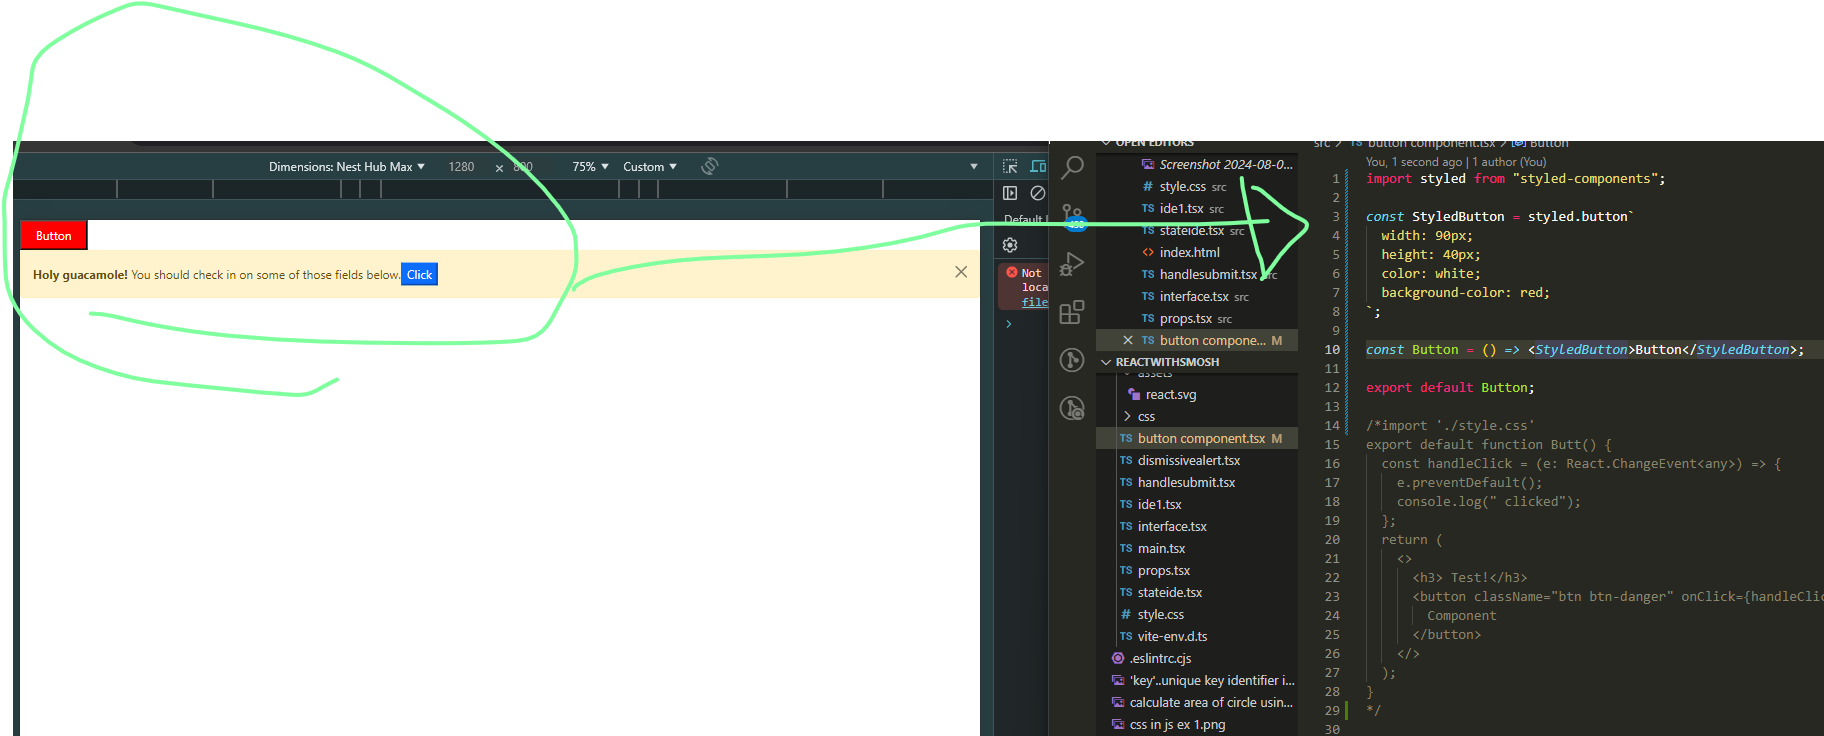 Dimensions: Nest Hub Max 1280 × 800 75% Custom
Button
Holy guacamole! You should check in on some of those fields below. Click
Default
Not
loca
file
OPEN EDITORS
Screenshot 2024-08-0...
# style.css src
TS ide1.tsx src
TS stateide.tsx src
<> index.html
TS handlesubmit.tsx src
TS interface.tsx src
TS props.tsx src
TS button compone... M
REACTWITHSMOSH
assets
react.svg
css
TS button component.tsx M
TS dismissivealert.tsx
TS handlesubmit.tsx
TS ide1.tsx
TS interface.tsx
TS main.tsx
TS props.tsx
TS stateide.tsx
# style.css
TS vite-env.d.ts
.eslintrc.cjs
'key'..unique key identifier i...
calculate area of circle usin...
css in js ex 1.png
src > TS button component.tsx > Button
You, 1 second ago | 1 author (You)
1 import styled from "styled-components";
2
3 const StyledButton = styled.button`
4 width: 90px;
5 height: 40px;
6 color: white;
7 background-color: red;
8 `;
9
10 const Button = () => <StyledButton>Button</StyledButton>;
11
12 export default Button;
13
14 /*import './style.css'
15 export default function Butt() {
16 const handleClick = (e: React.ChangeEvent<any>) => {
17 e.preventDefault();
18 console.log(" clicked");
19 };
20 return (
21 <>
22 <h3> Test!</h3>
23 <button className="btn btn-danger" onClick={handleClic
24 Component
25 </button>
26 </>
27 );
28 }
29 */
30